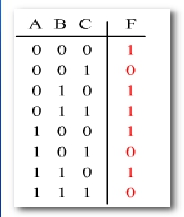 A B C F
0 0 0 1
0 0 1 0
0 1 0 1
0 1 1 1
1 0 0 1
1 0 1 0
1 1 0 1
1 1 1 0